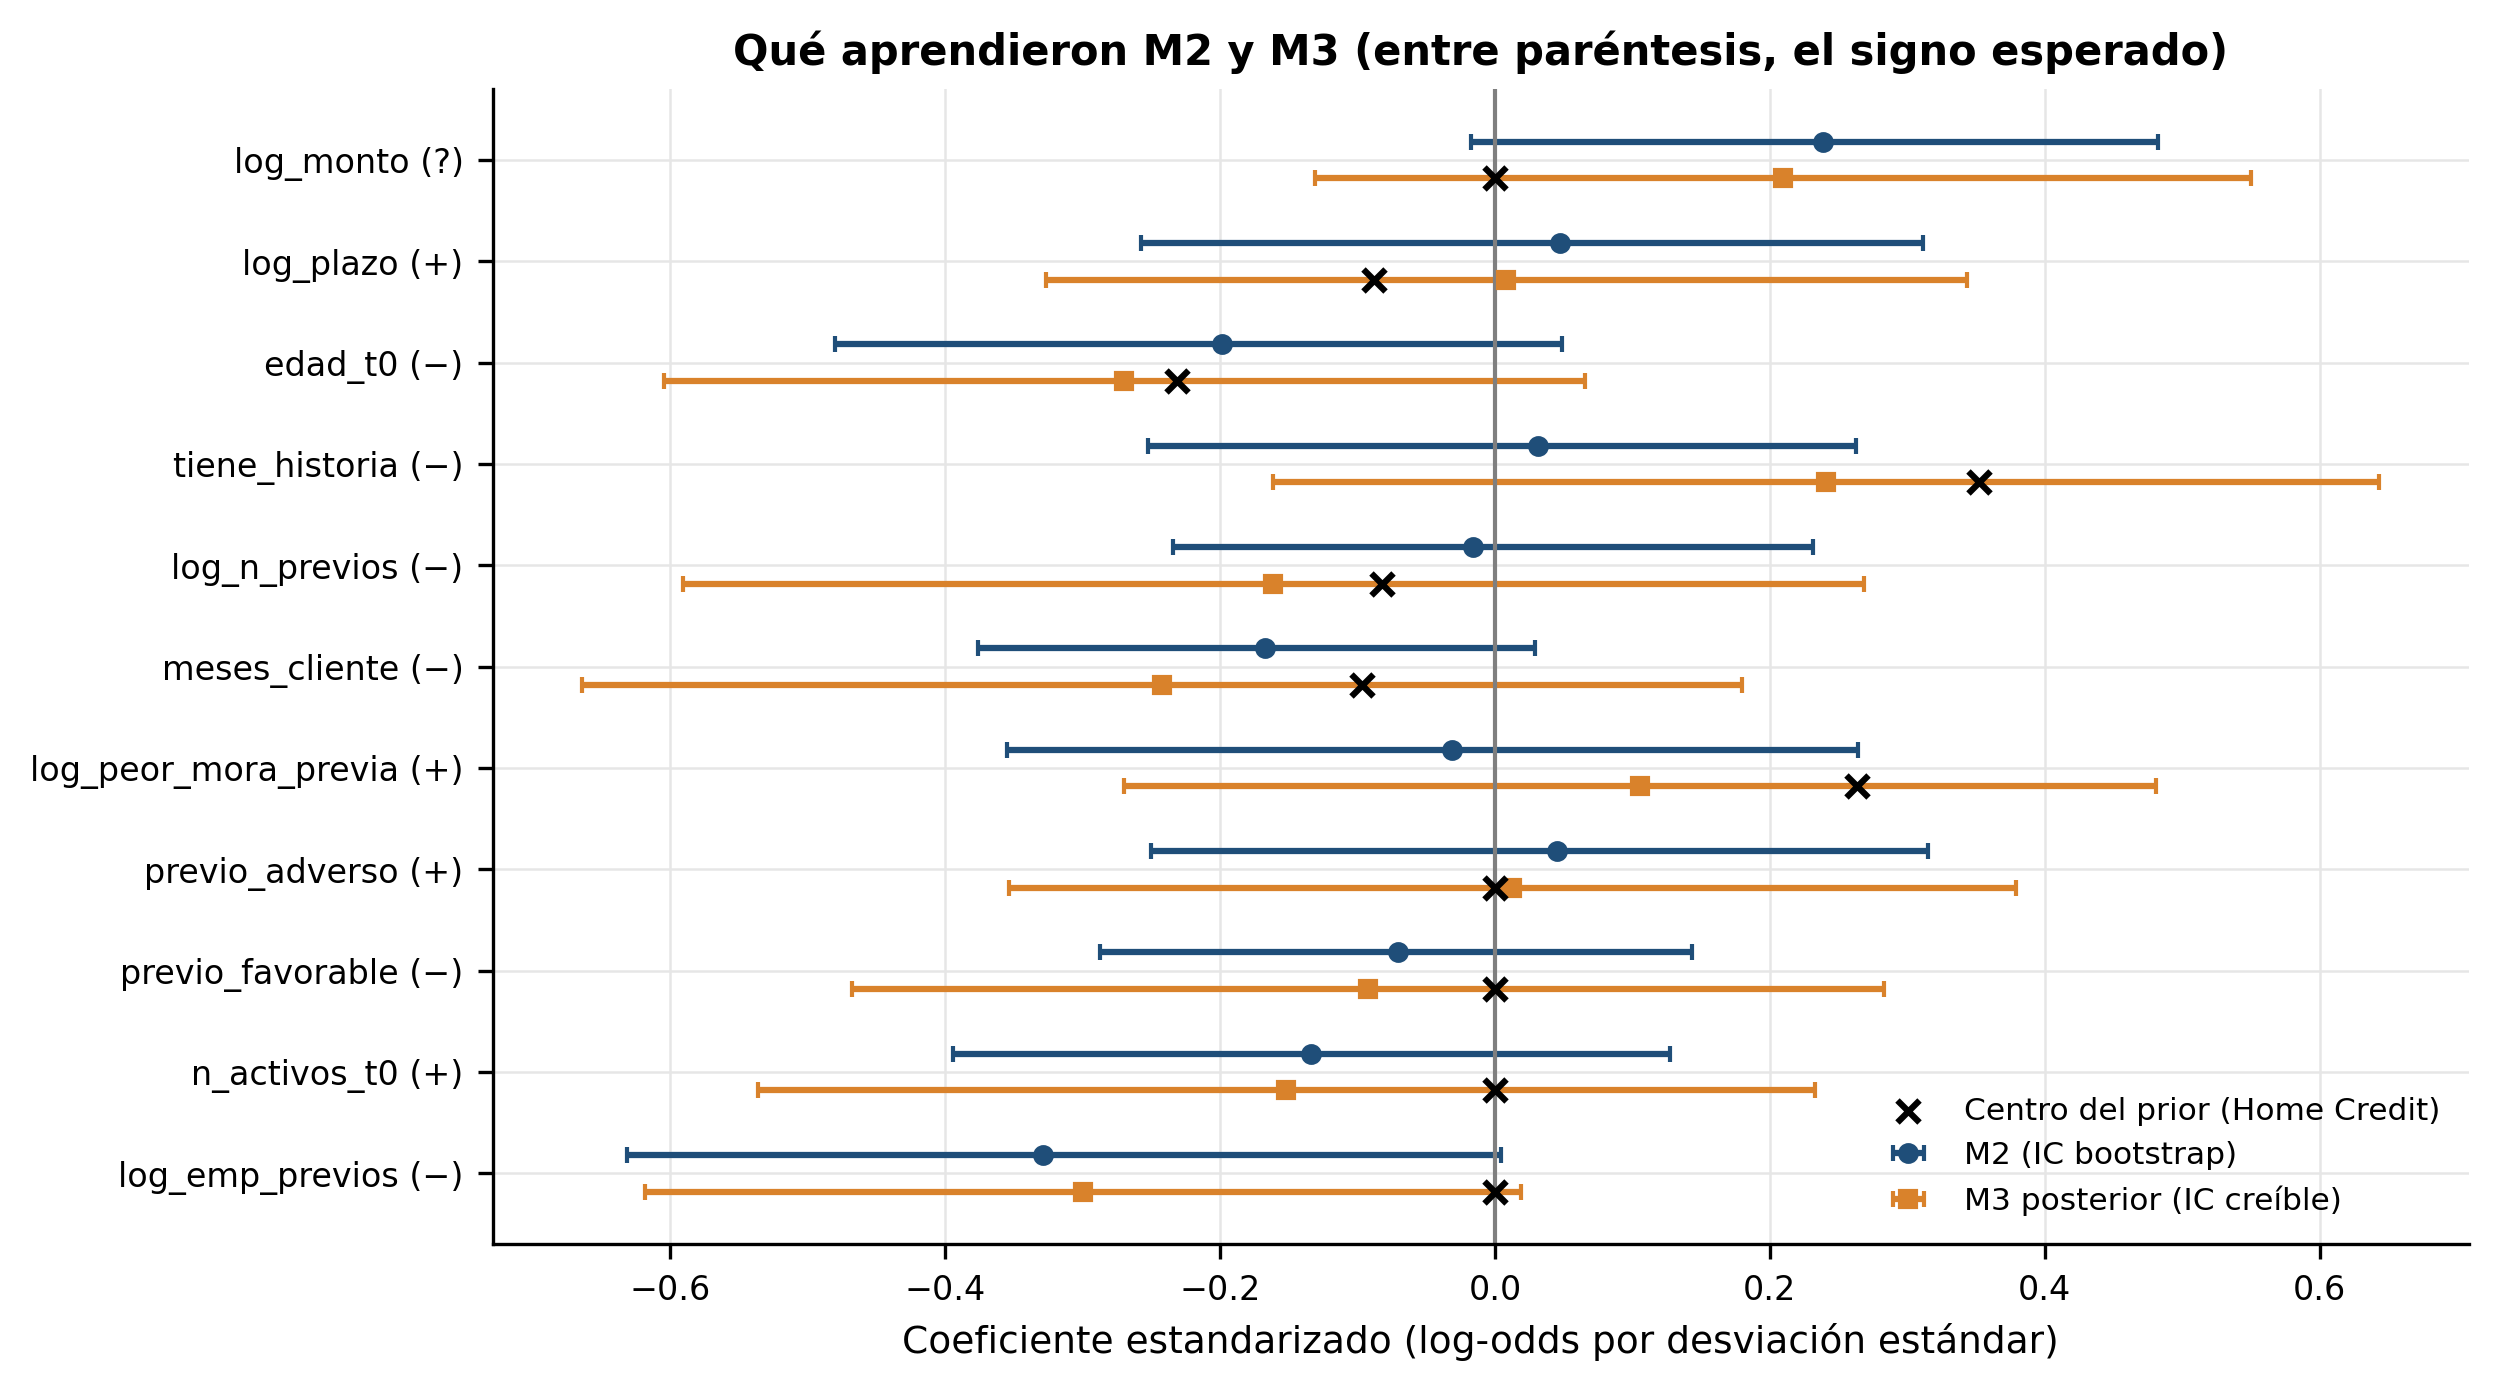 Qué aprendieron M2 y M3 (entre paréntesis, el signo esperado)
log_monto (?)
log_plazo (+)
edad_t0 (−)
tiene_historia (−)
log_n_previos (−)
meses_cliente (−)
log_peor_mora_previa (+)
previo_adverso (+)
previo_favorable (−)
n_activos_t0 (+)
log_emp_previos (−)
Centro del prior (Home Credit)
M2 (IC bootstrap)
M3 posterior (IC creíble)
−0.6 −0.4 −0.2 0.0 0.2 0.4 0.6
Coeficiente estandarizado (log-odds por desviación estándar)